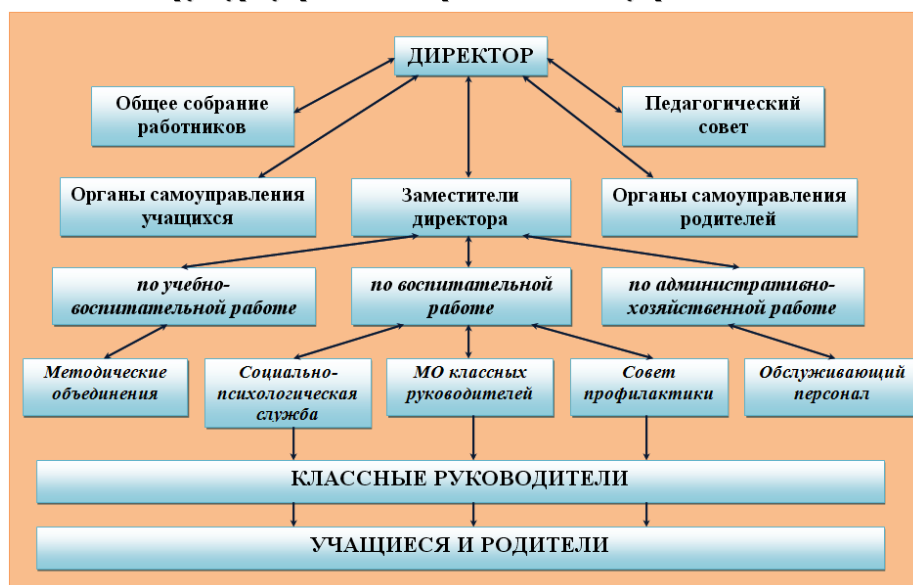 ДИРЕКТОР
Общее собрание
работников
Педагогический
совет
Органы самоуправления
учащихся
Заместители
директора
Органы самоуправления
родителей
по учебно-
воспитательной работе
по воспитательной
работе
по административно-
хозяйственной работе
Методические
объединения
Социально-
психологическая
служба
МО классных
руководителей
Совет
профилактики
Обслуживающий
персонал
КЛАССНЫЕ РУКОВОДИТЕЛИ
УЧАЩИЕСЯ И РОДИТЕЛИ